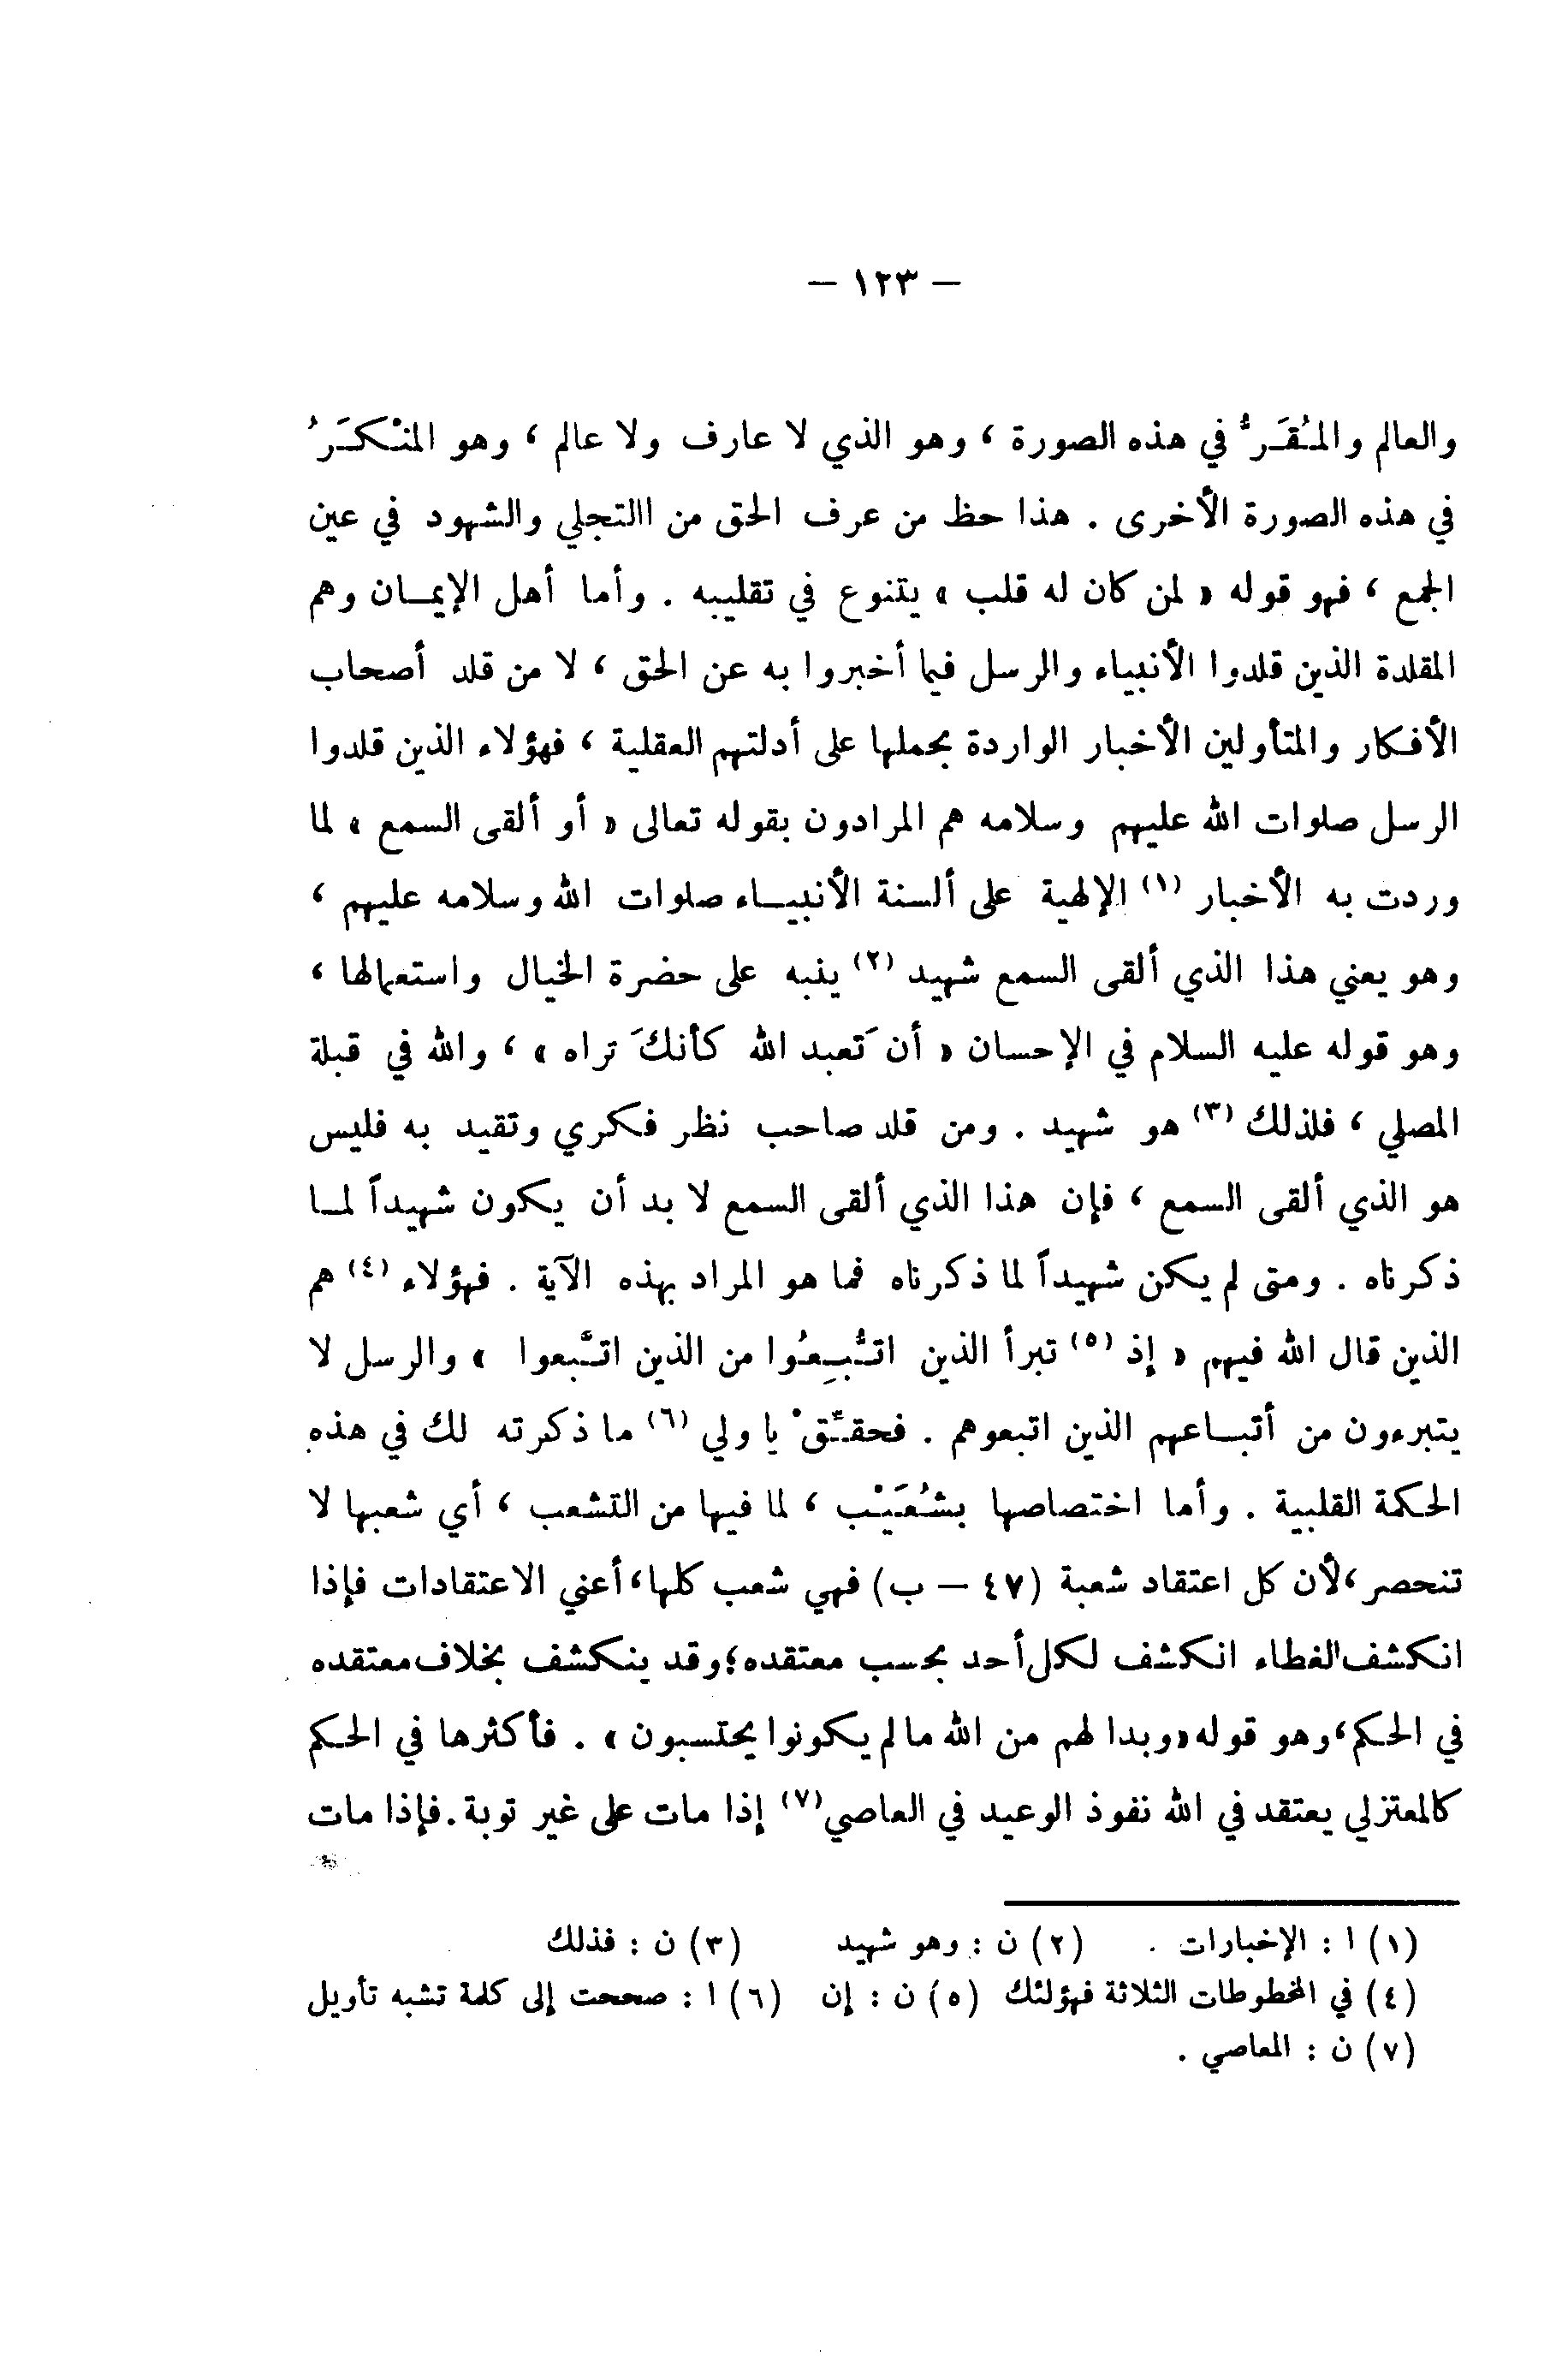 — ١٢٣ —
والعالم والمُقَرُّ في هذه الصورة ، وهو الذي لا عارف ولا عالم ، وهو المنْكَرُ
في هذه الصورة الأخرى . هذا حظ من عرف الحق من االتجلي والشهود في عين
الجمع ، فهو قوله « لمن كان له قلب » يتنوع في تقليبه . وأما أهل الإيمـان وهم
المقلدة الذين قلدوا الأنبياء والرسل فيما أخبروا به عن الحق ، لا من قلد أصحاب
الأفكار والمتأولين الأخبار الواردة بحملها على أدلتهم العقلية ، فهؤلاء الذين قلدوا
الرسل صلوات الله عليهم وسلامه هم المرادون بقوله تعالى « أو ألقى السمع » لما
وردت به الأخبار (١) الإلهية على ألسنة الأنبيـاء صلوات الله وسلامه عليهم ،
وهو يعني هذا الذي ألقى السمع شهيد (٢) ينبه على حضرة الخيال واستعمالها ،
وهو قوله عليه السلام في الإحسان « أن تَعبد الله كأنكَ تراه » ، والله في قبلة
المصلي ، فلذلك (٣) هو شهيد . ومن قلد صاحب نظر فكري وتقيد به فليس
هو الذي ألقى السمع ، فإن هذا الذي ألقى السمع لا بد أن يكون شهيداً لمـا
ذكرناه . ومتى لم يكن شهيداً لما ذكرناه فما هو المراد بهذه الآية . فهؤلاء (٤) هم
الذين قال الله فيهم « إذ (٥) تبرأ الذين اتُّبِعُوا من الذين اتَّبعوا » والرسل لا
يتبرءون من أتبـاعهم الذين اتبعوهم . فحقِّقْ يا ولي (٦) ما ذكرته لك في هذه
الحكمة القلبية . وأما اختصاصها بشُعَيْب ، لما فيها من التشعب ، أي شعبها لا
تنحصر ،لأن كل اعتقاد شعبة (٤٧ — ب) فهي شعب كلها،أعني الاعتقادات فإذا
انكشف الغطاء انكشف لكل أحد بحسب معتقده؛وقد ينكشف بخلاف معتقده
في الحكم،وهو قوله«وبدا لهم من الله ما لم يكونوا يحتسبون» . فأكثرها في الحكم
كالمعتزلي يعتقد في الله نفوذ الوعيد في العاصي(٧) إذا مات على غير توبة.فإذا مات
(١) ا : الإخبارات . (٢) ن : وهو شهيد (٣) ن : فذلك
(٤) في المخطوطات الثلاثة فهؤلئك (٥) ن : إن (٦) ا : صححت إلى كلمة تشبه تأويل
(٧) ن : المعاصي .